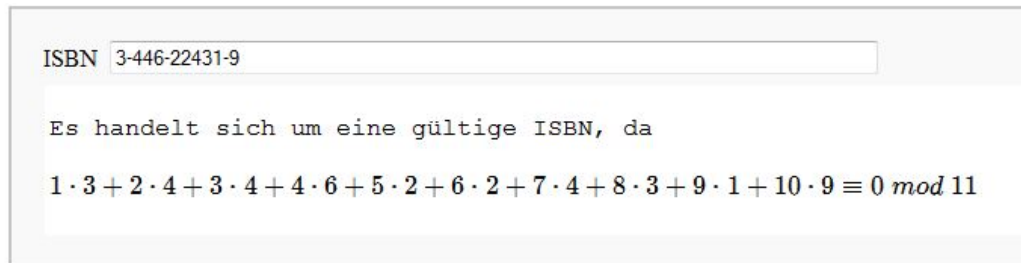 ISBN 3-446-22431-9
Es handelt sich um eine gültige ISBN, da
1 · 3 + 2 · 4 + 3 · 4 + 4 · 6 + 5 · 2 + 6 · 2 + 7 · 4 + 8 · 3 + 9 · 1 + 10 · 9 ≡ 0 mod 11